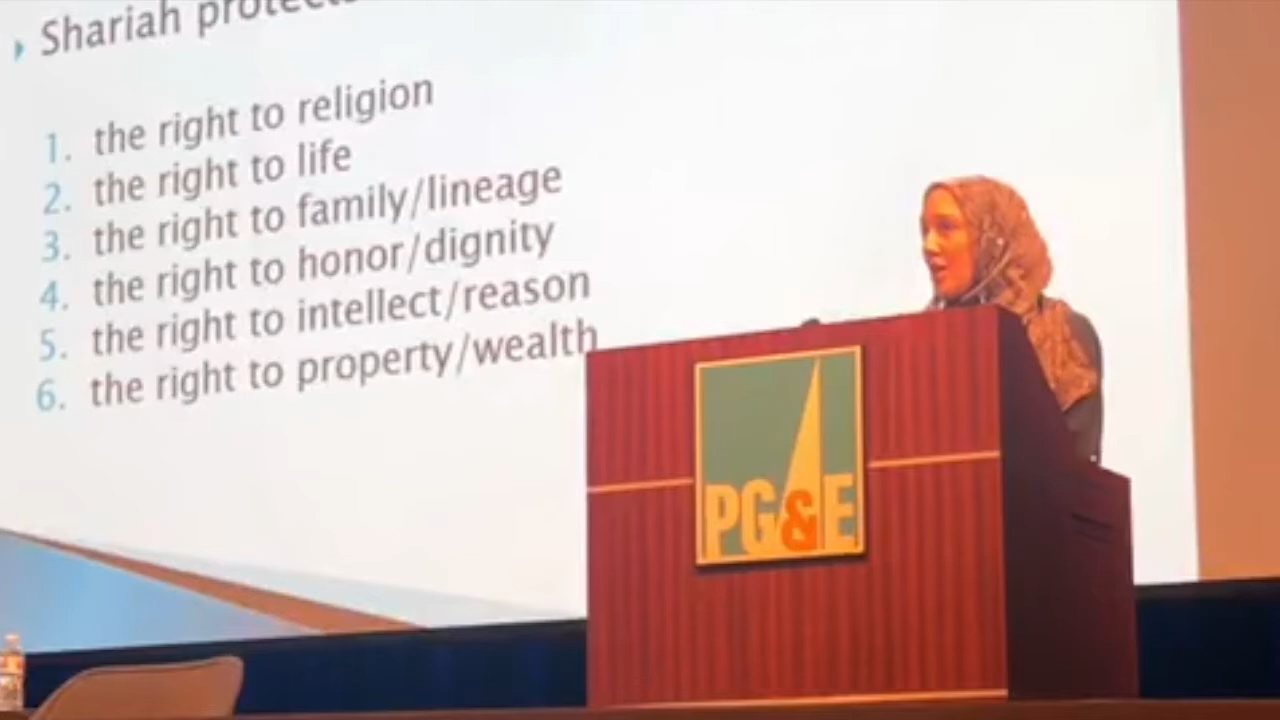 Shariah
1. the right to religion
2. the right to life
3. the right to family/lineage
4. the right to honor/dignity
5. the right to intellect/reason
6. the right to property/wealth
PG&E